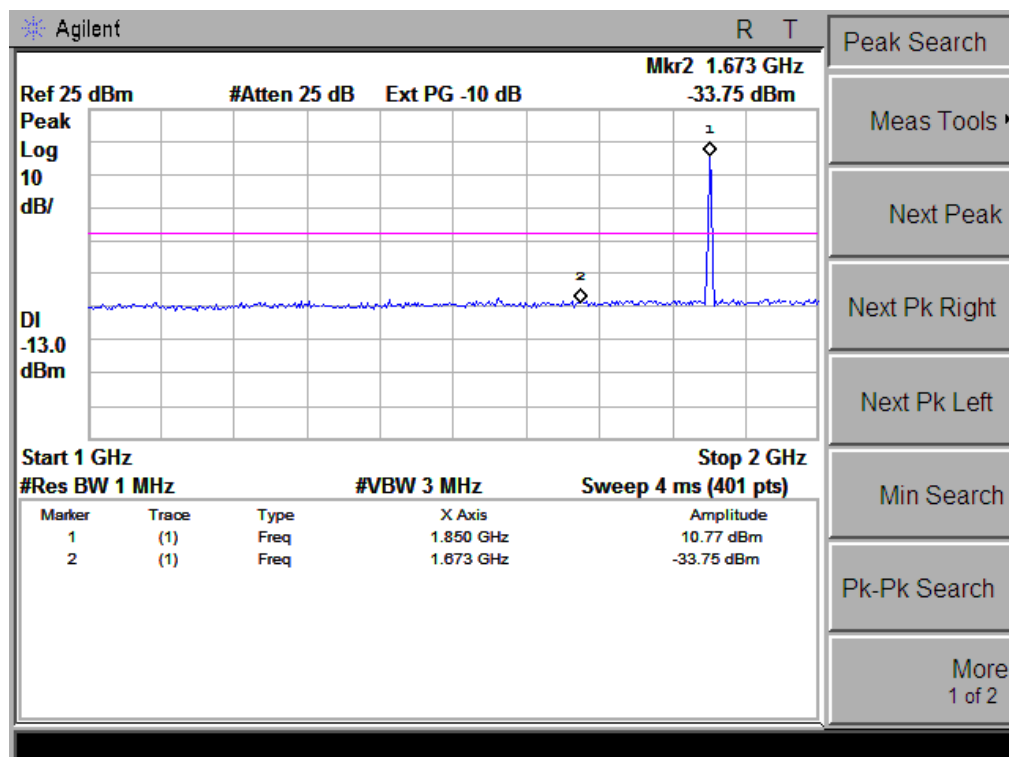 Agilent R T
Mkr2 1.673 GHz
Ref 25 dBm #Atten 25 dB Ext PG -10 dB -33.75 dBm
Peak
Log
10
dB/
1
2
DI
-13.0
dBm
Start 1 GHz Stop 2 GHz
#Res BW 1 MHz #VBW 3 MHz Sweep 4 ms (401 pts)
Marker Trace Type X Axis Amplitude
1 (1) Freq 1.850 GHz 10.77 dBm
2 (1) Freq 1.673 GHz -33.75 dBm
Peak Search
Meas Tools
Next Peak
Next Pk Right
Next Pk Left
Min Search
Pk-Pk Search
More
1 of 2